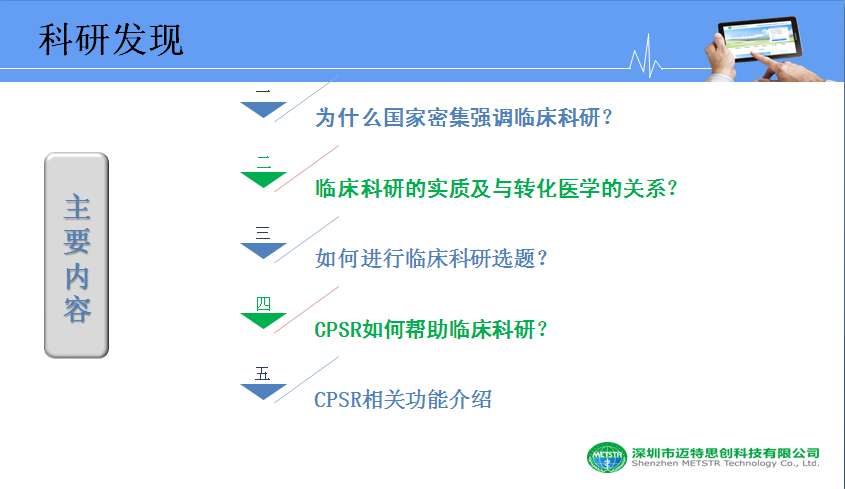 科研发现
主要内容
一
为什么国家密集强调临床科研？
二
临床科研的实质及与转化医学的关系？
三
如何进行临床科研选题？
四
CPSR如何帮助临床科研？
五
CPSR相关功能介绍
METSTR
深圳市迈特思创科技有限公司
Shenzhen METSTR Technology Co., Ltd.